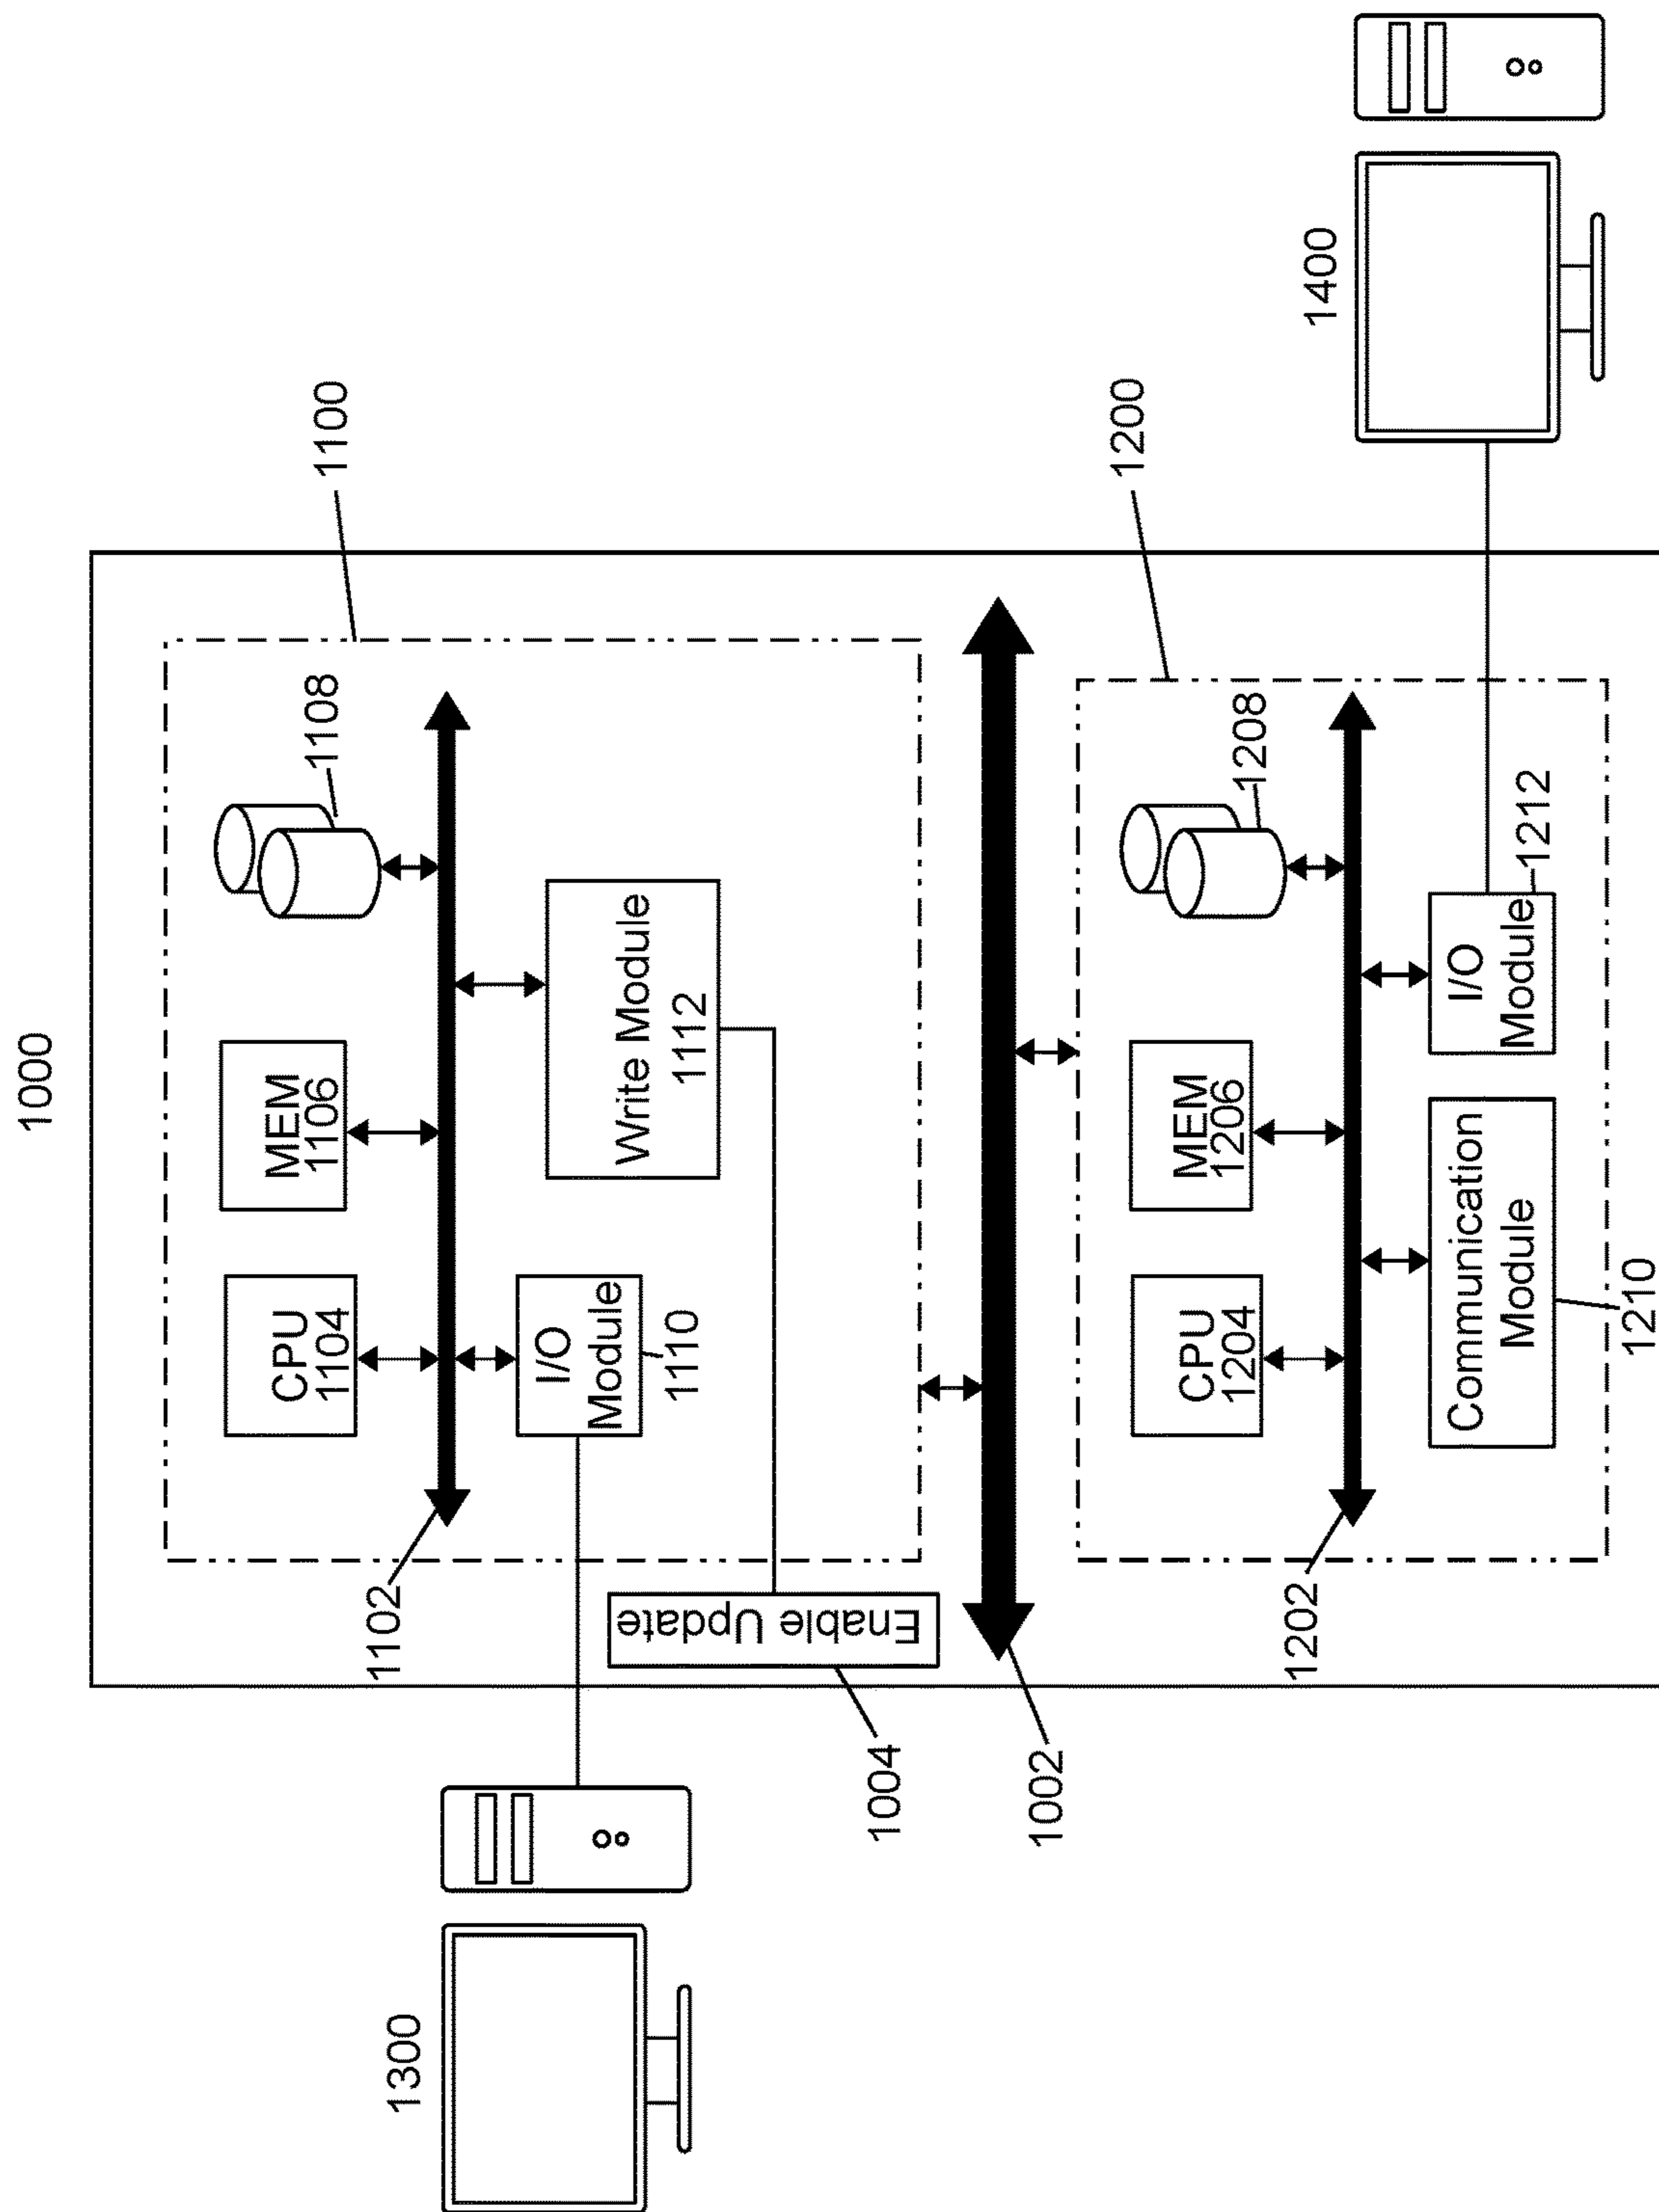 1000
1100
CPU
1104
MEM
1106
1108
1102
I/O
Module
1110
Write Module
1112
Enable Update
1004
1300
1002
1200
CPU
1204
MEM
1206
1208
1202
Communication
Module
1210
I/O
Module
1212
1400